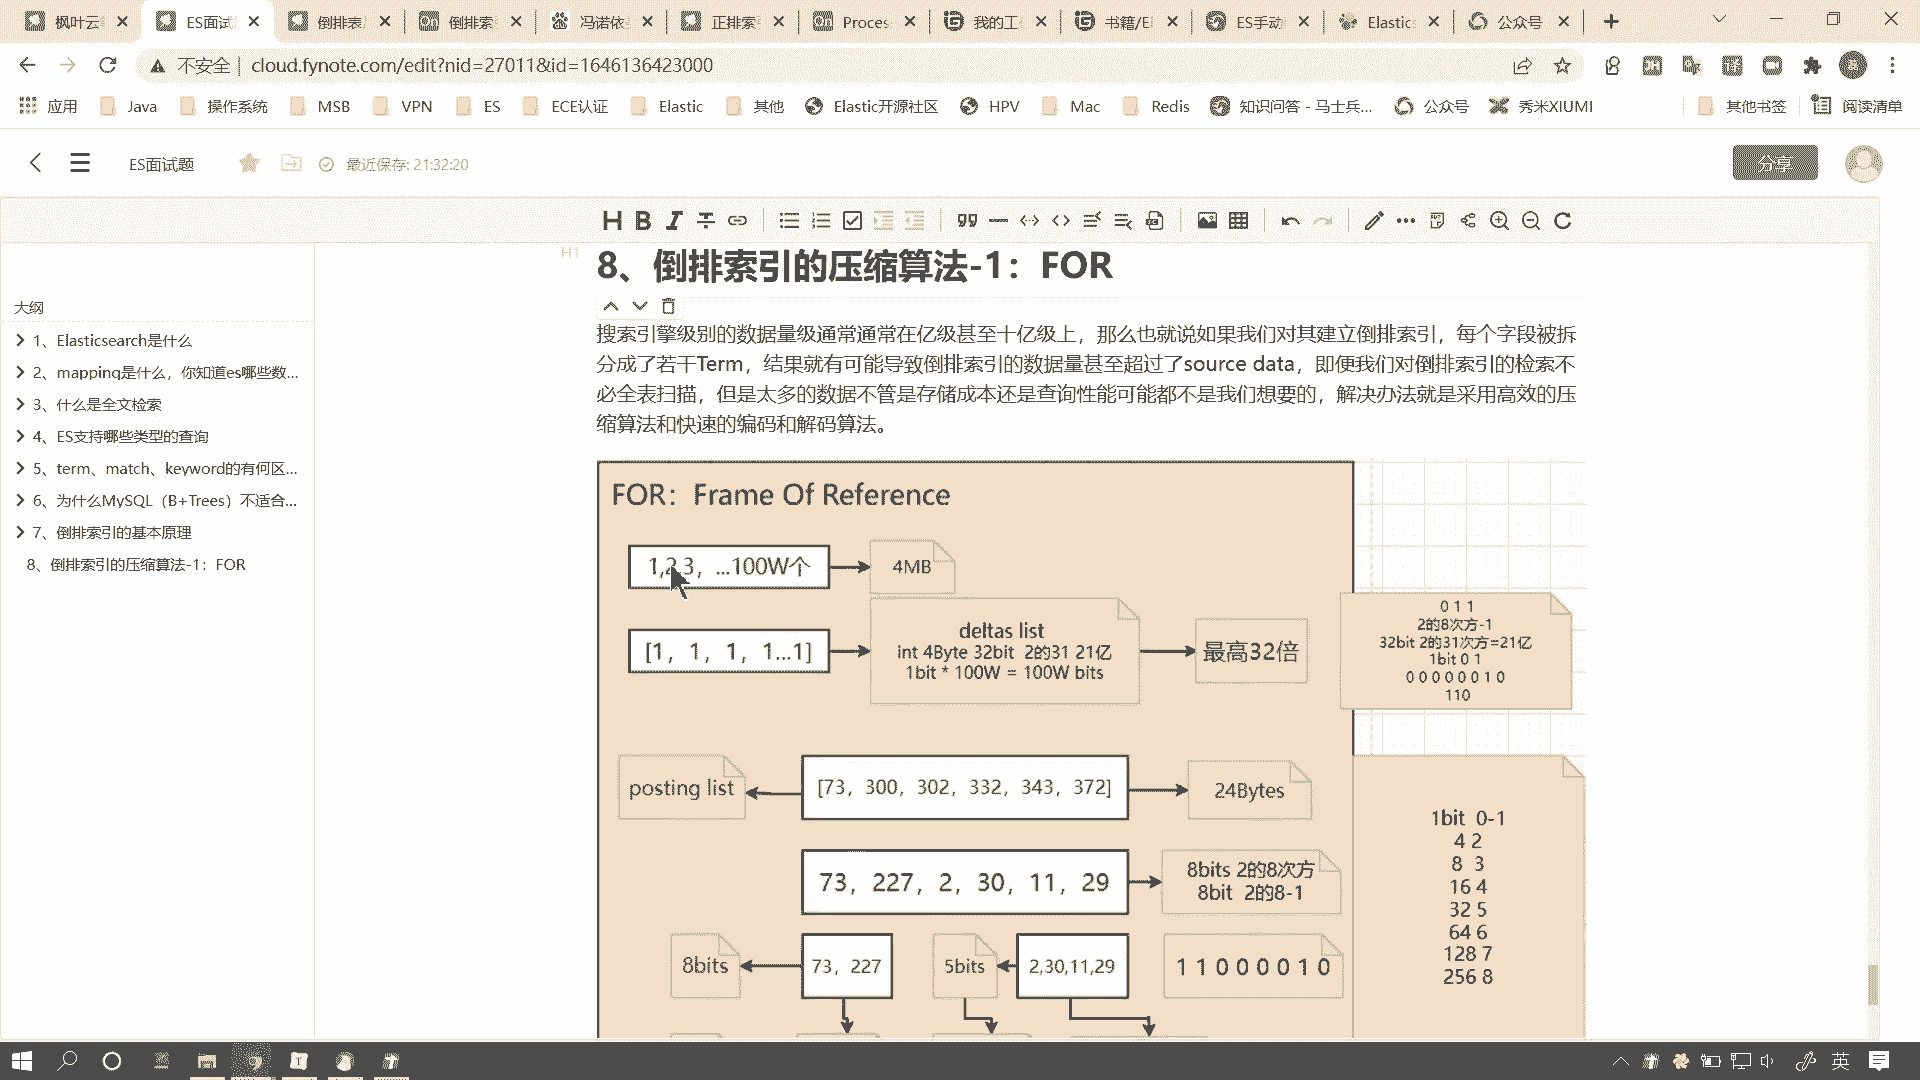 枫叶云
ES面试
倒排表
倒排索
冯诺依
正排索
Proces
我的工
书籍/El
ES手动
Elastic
公众号
不安全 | cloud.fynote.com/edit?nid=27011&id=1646136423000
应用 Java 操作系统 MSB VPN ES ECE认证 Elastic 其他 Elastic开源社区 HPV Mac Redis 知识问答 - 马士兵... 公众号 秀米XIUMI 其他书签 阅读清单
ES面试题 最近保存: 21:32:20 分享
大纲
1、Elasticsearch是什么
2、mapping是什么，你知道es哪些数...
3、什么是全文检索
4、ES支持哪些类型的查询
5、term、match、keyword的有何区...
6、为什么MySQL（B+Trees）不适合...
7、倒排索引的基本原理
8、倒排索引的压缩算法-1：FOR
H1
8、倒排索引的压缩算法-1：FOR
搜索引擎级别的数据量级通常通常在亿级甚至十亿级上，那么也就说如果我们对其建立倒排索引，每个字段被拆
分成了若干Term，结果就有可能导致倒排索引的数据量甚至超过了source data，即便我们对倒排索引的检索不
必全表扫描，但是太多的数据不管是存储成本还是查询性能可能都不是我们想要的，解决办法就是采用高效的压
缩算法和快速的编码和解码算法。
FOR：Frame Of Reference
1,2,3，...100W个
4MB
[1，1，1，1...1]
deltas list
int 4Byte 32bit 2的31 21亿
1bit * 100W = 100W bits
最高32倍
0 1 1
2的8次方-1
32bit 2的31次方=21亿
1bit 0 1
0 0 0 0 0 0 1 0
110
posting list
[73，300，302，332，343，372]
24Bytes
73，227，2，30，11，29
8bits 2的8次方
8bit 2的8-1
8bits
73，227
5bits
2,30,11,29
1 1 0 0 0 0 1 0
1bit 0-1
4 2
8 3
16 4
32 5
64 6
128 7
256 8
英